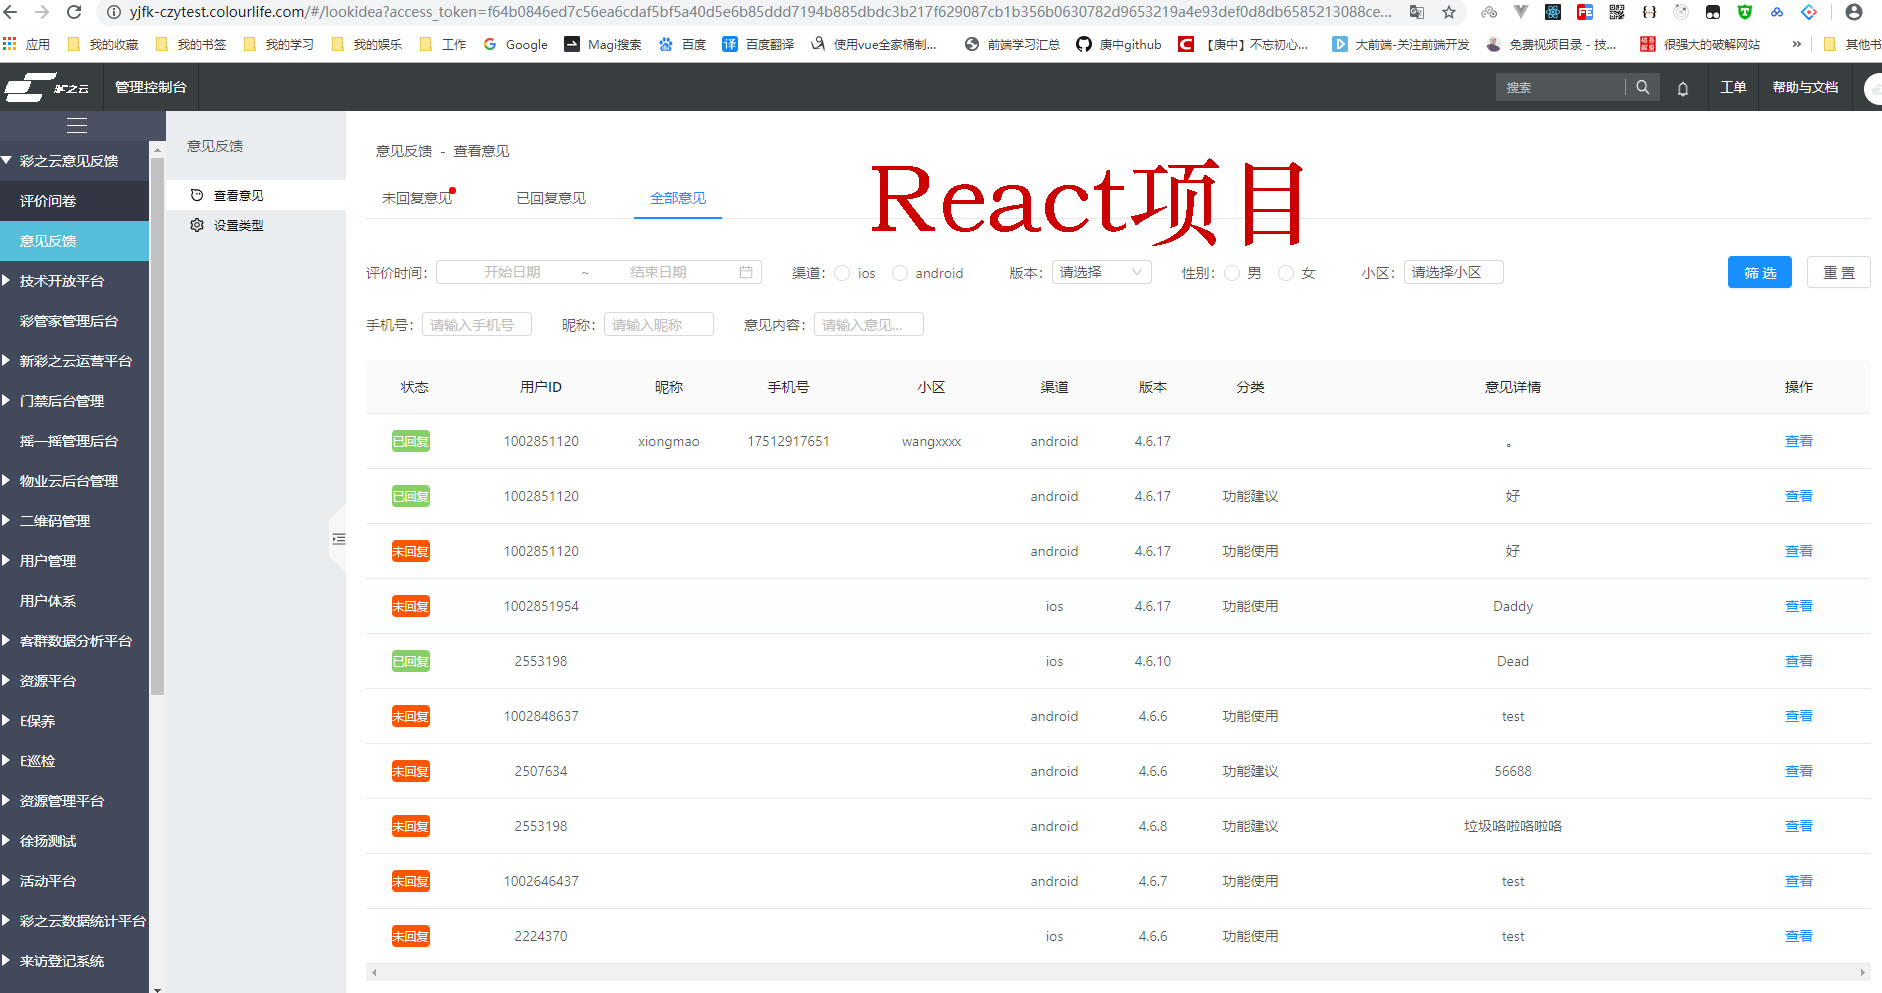 yjfk-czytest.colourlife.com/#/lookidea?access_token=f64b0846ed7c56ea6cdaf5bf5a40d5e6b85ddd7194b885dbdc3b217f629087cb1b356b0630782d9653219a4e93def0d8db6585213088ce...
应用 我的收藏 我的书签 我的学习 我的娱乐 工作 Google Magi搜索 百度 百度翻译 使用vue全家桶制... 前端学习汇总 庚中github 【庚中】不忘初心... 大前端-关注前端开发 免费视频目录 - 技... 很强大的破解网站 » 其他书
彩之云 管理控制台 搜索 工单 帮助与文档
彩之云意见反馈
评价问卷
意见反馈
技术开放平台
彩管家管理后台
新彩之云运营平台
门禁后台管理
摇一摇管理后台
物业云后台管理
二维码管理
用户管理
用户体系
客群数据分析平台
资源平台
E保养
E巡检
资源管理平台
徐扬测试
活动平台
彩之云数据统计平台
来访登记系统
意见反馈
查看意见
设置类型
意见反馈 - 查看意见
未回复意见 已回复意见 全部意见
React项目
评价时间: 开始日期 ~ 结束日期 渠道: ios android 版本: 请选择 性别: 男 女 小区: 请选择小区 筛 选 重 置
手机号: 请输入手机号 昵称: 请输入昵称 意见内容: 请输入意见...
状态 用户ID 昵称 手机号 小区 渠道 版本 分类 意见详情 操作
已回复 1002851120 xiongmao 17512917651 wangxxxx android 4.6.17 。 查看
已回复 1002851120 android 4.6.17 功能建议 好 查看
未回复 1002851120 android 4.6.17 功能使用 好 查看
未回复 1002851954 ios 4.6.17 功能使用 Daddy 查看
已回复 2553198 ios 4.6.10 Dead 查看
未回复 1002848637 android 4.6.6 功能使用 test 查看
未回复 2507634 android 4.6.6 功能建议 56688 查看
未回复 2553198 android 4.6.8 功能建议 垃圾咯啦咯啦咯 查看
未回复 1002646437 android 4.6.7 功能使用 test 查看
未回复 2224370 ios 4.6.6 功能使用 test 查看